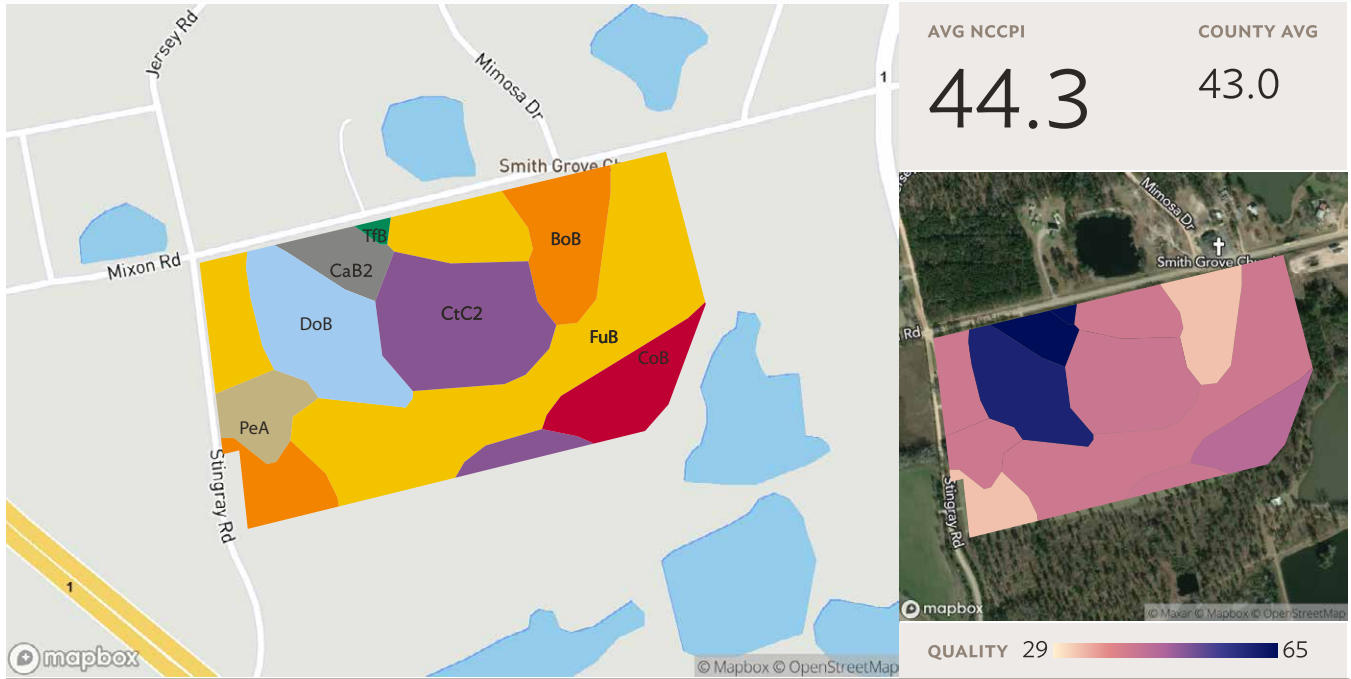 Jersey Rd
Mimosa Dr
1
Smith Grove C
Mixon Rd
TfB
BoB
CaB2
DoB
CtC2
FuB
CoB
PeA
Stingray Rd
1
mapbox
© Mapbox © OpenStreetMap
AVG NCCPI
COUNTY AVG
44.3
43.0
Mimosa Dr
Smith Grove Ch
Rd
Stingray Rd
mapbox
© Maxar © Mapbox © OpenStreetMap
QUALITY 29 65